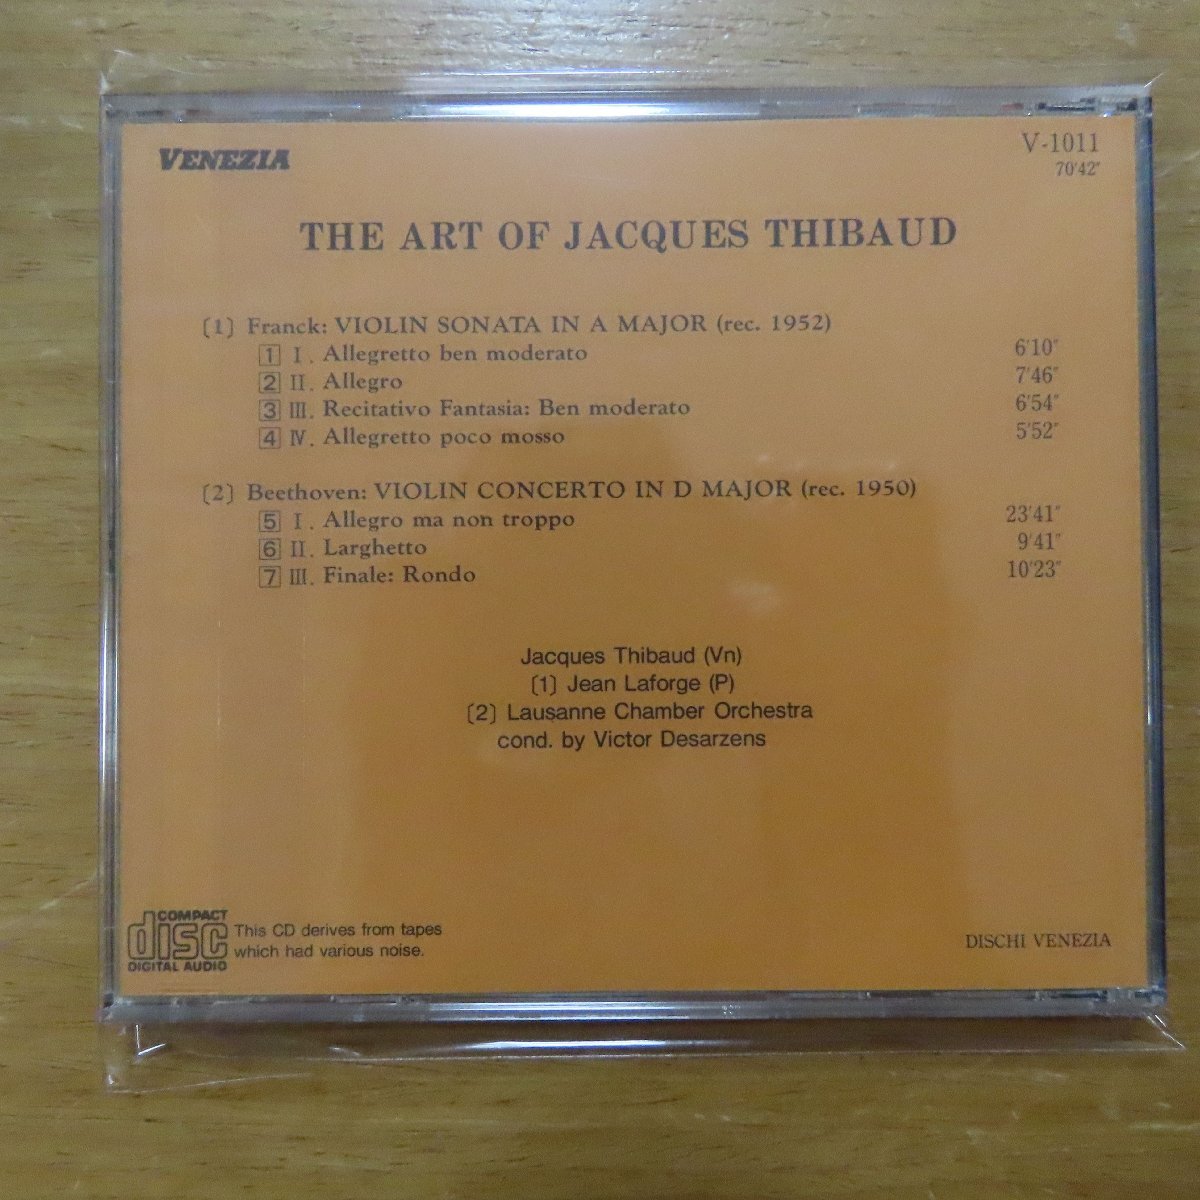 VENEZIA
V-1011
70'42"
THE ART OF JACQUES THIBAUD
(1) Franck: VIOLIN SONATA IN A MAJOR (rec. 1952)
1 I. Allegretto ben moderato 6'10"
2 II. Allegro 7'46"
3 III. Recitativo Fantasia: Ben moderato 6'54"
4 IV. Allegretto poco mosso 5'52"
(2) Beethoven: VIOLIN CONCERTO IN D MAJOR (rec. 1950)
5 I. Allegro ma non troppo 23'41"
6 II. Larghetto 9'41"
7 III. Finale: Rondo 10'23"
Jacques Thibaud (Vn)
(1) Jean Laforge (P)
(2) Lausanne Chamber Orchestra
cond. by Victor Desarzens
COMPACT
disc
DIGITAL AUDIO
This CD derives from tapes
which had various noise.
DISCHI VENEZIA